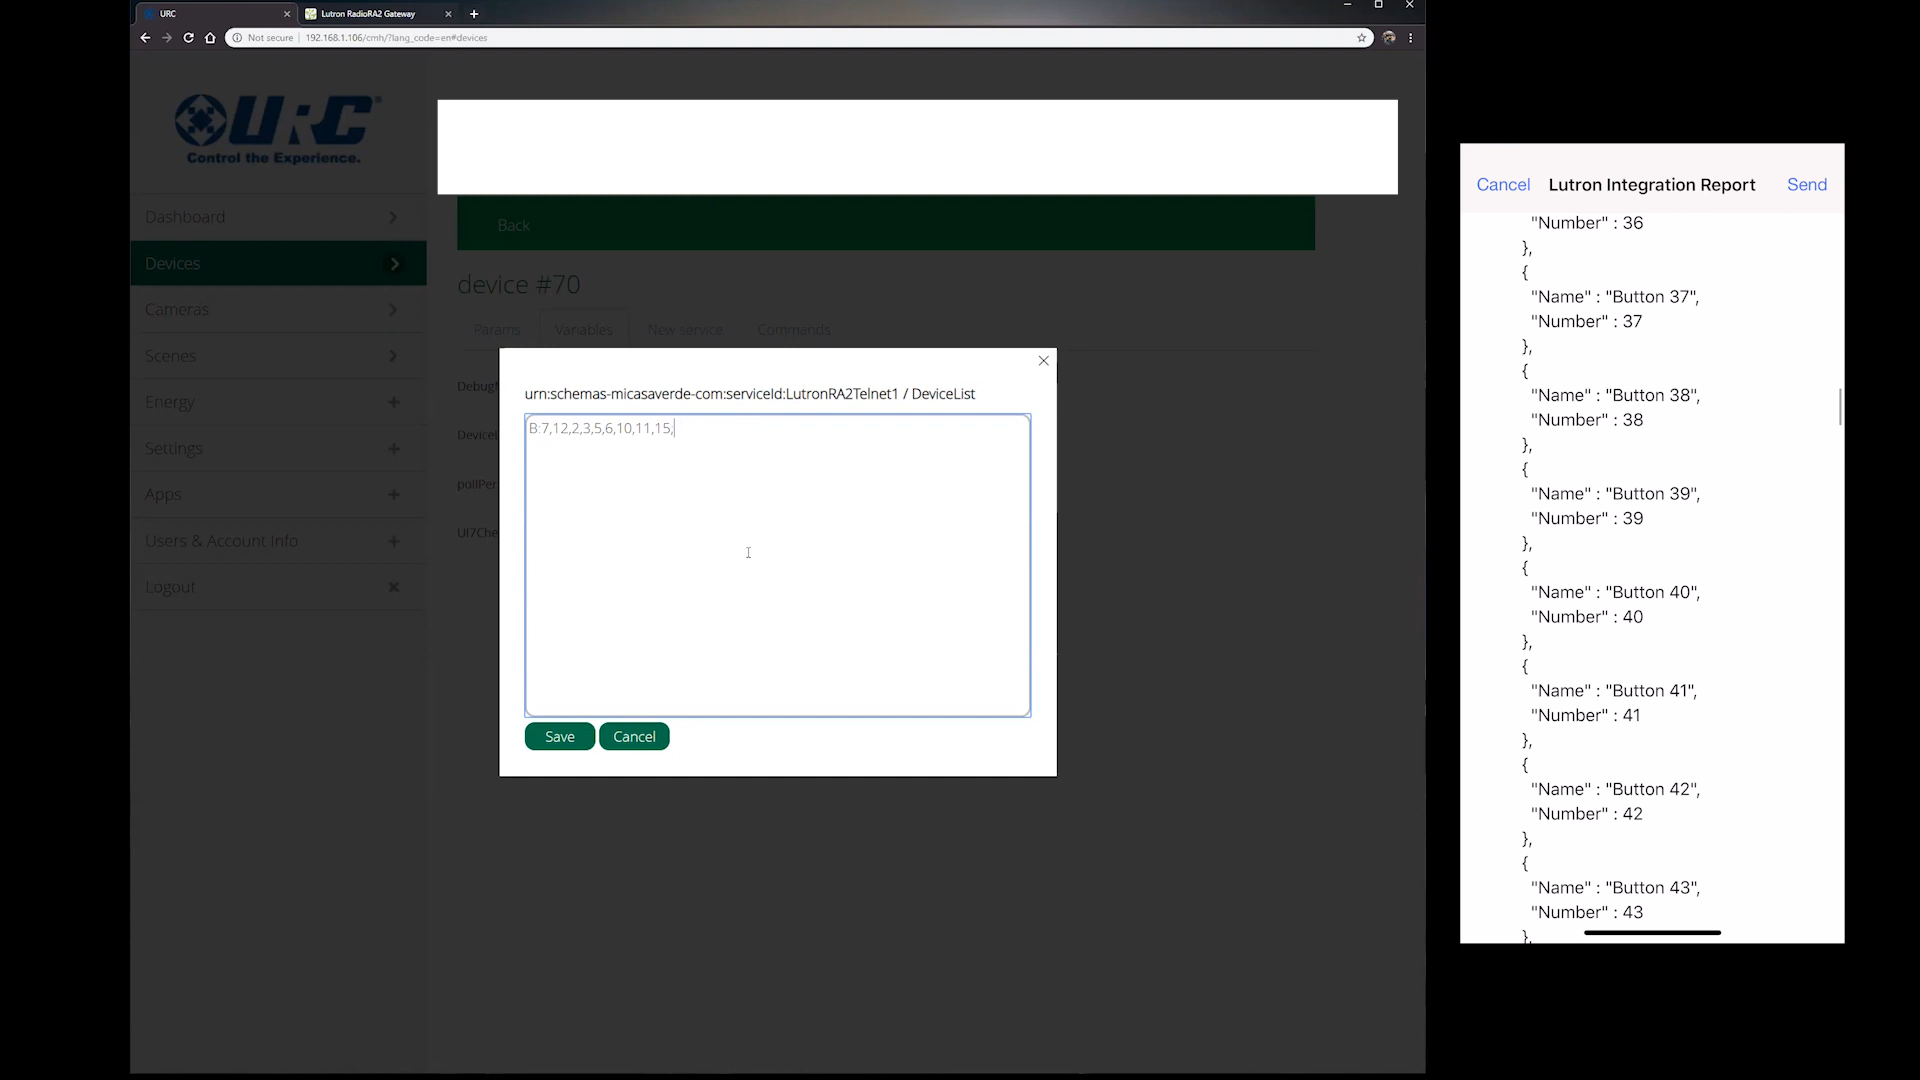 URC
Lutron RadioRA2 Gateway
Not secure
192.168.1.106/cmh/?lang_code=en#devices
URC
Control the Experience.
Dashboard
Devices
Cameras
Scenes
Energy
Settings
Apps
Users & Account Info
Logout
Back
device #70
Params
Variables
New service
Commands
urn:schemas-micasaverde-com:serviceId:LutronRA2Telnet1 / DeviceList
B:7,12,2,3,5,6,10,11,15;
Save
Cancel
Cancel
Lutron Integration Report
Send
"Number" : 36
},
{
"Name" : "Button 37",
"Number" : 37
},
{
"Name" : "Button 38",
"Number" : 38
},
{
"Name" : "Button 39",
"Number" : 39
},
{
"Name" : "Button 40",
"Number" : 40
},
{
"Name" : "Button 41",
"Number" : 41
},
{
"Name" : "Button 42",
"Number" : 42
},
{
"Name" : "Button 43",
"Number" : 43
},